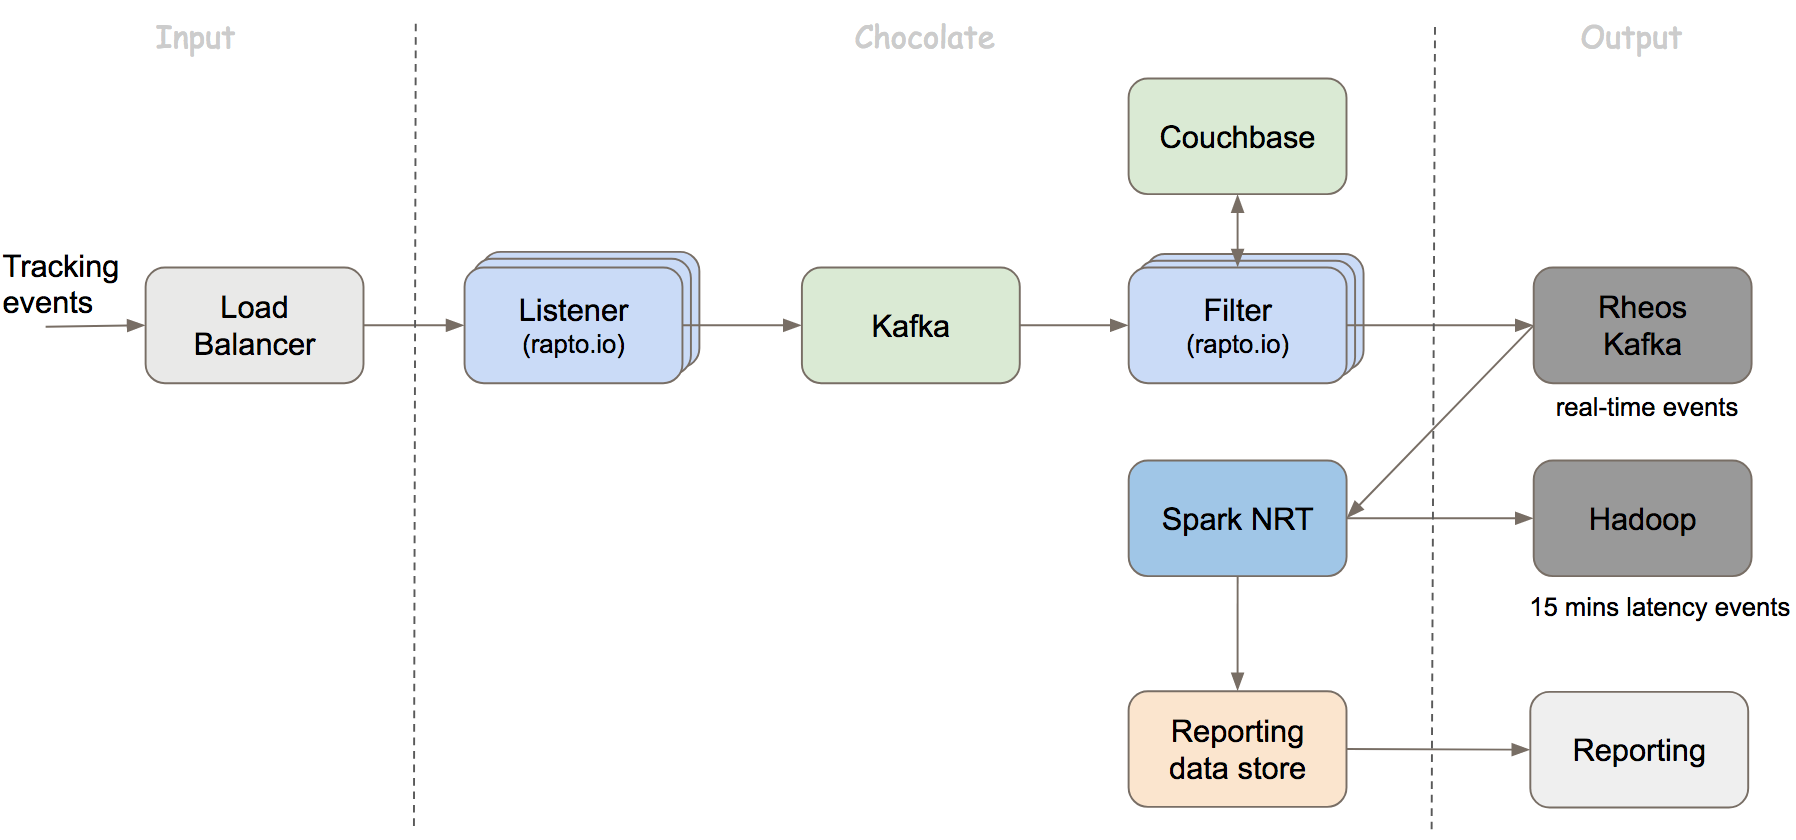 Input
Chocolate
Output
Couchbase
Tracking
events
Load
Balancer
Listener
(rapto.io)
Kafka
Filter
(rapto.io)
Rheos
Kafka
real-time events
Spark NRT
Hadoop
15 mins latency events
Reporting
data store
Reporting